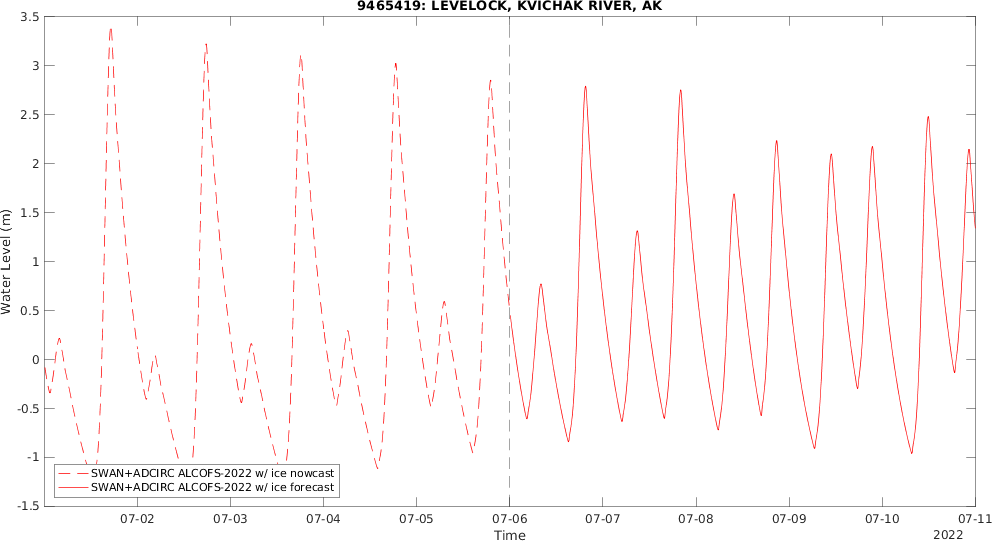 9465419: LEVELOCK, KVICHAK RIVER, AK
3.5
3
2.5
2
1.5
1
0.5
0
-0.5
-1
-1.5
Water Level (m)
SWAN+ADCIRC ALCOFS-2022 w/ ice nowcast
SWAN+ADCIRC ALCOFS-2022 w/ ice forecast
07-02 07-03 07-04 07-05 07-06 07-07 07-08 07-09 07-10 07-11
Time
2022